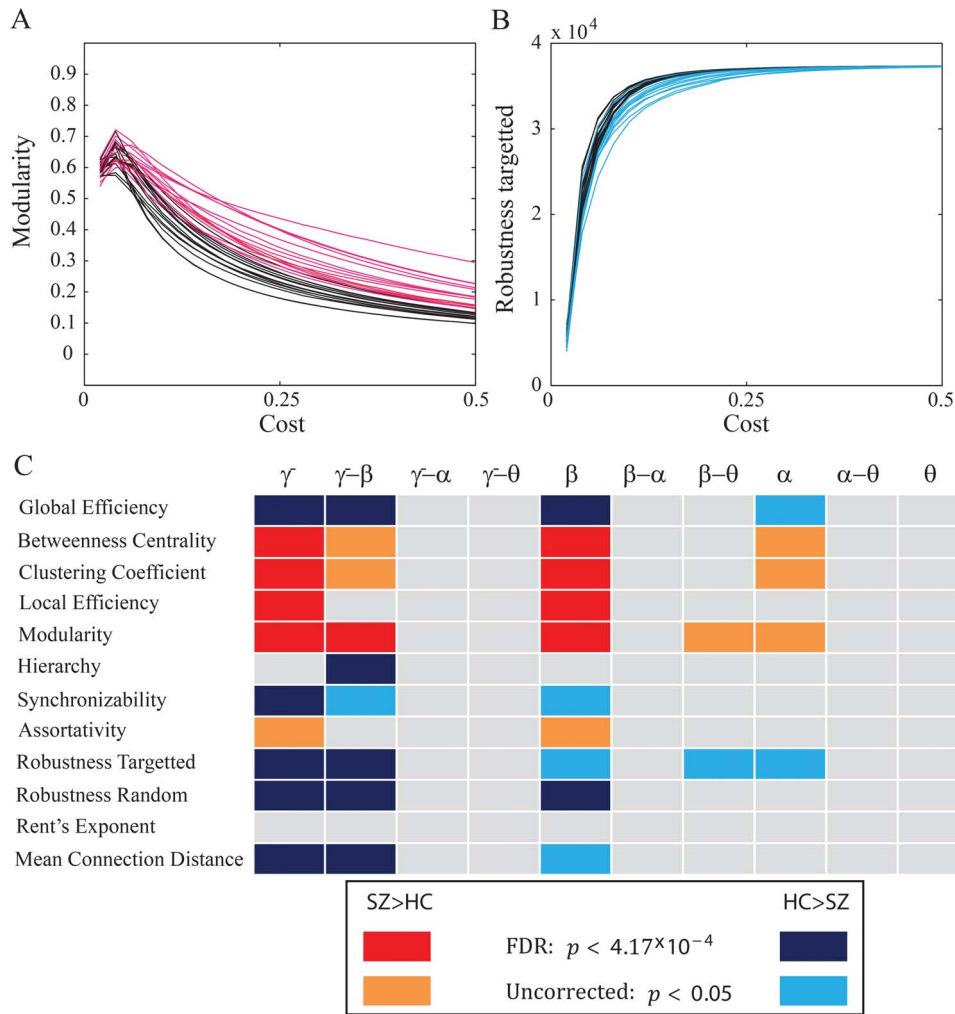 A
Modularity
0.9
0.8
0.7
0.6
0.5
0.4
0.3
0.2
0.1
0
0
0.25
0.5
Cost
B
x 10⁴
Robustness targetted
4
3
2
1
0
0
0.25
0.5
Cost
C
γ γ–β γ–α γ–θ β β–α β–θ α α–θ θ
Global Efficiency
Betweenness Centrality
Clustering Coefficient
Local Efficiency
Modularity
Hierarchy
Synchronizability
Assortativity
Robustness Targetted
Robustness Random
Rent's Exponent
Mean Connection Distance
SZ>HC HC>SZ
FDR: p < 4.17×10⁻⁴
Uncorrected: p < 0.05